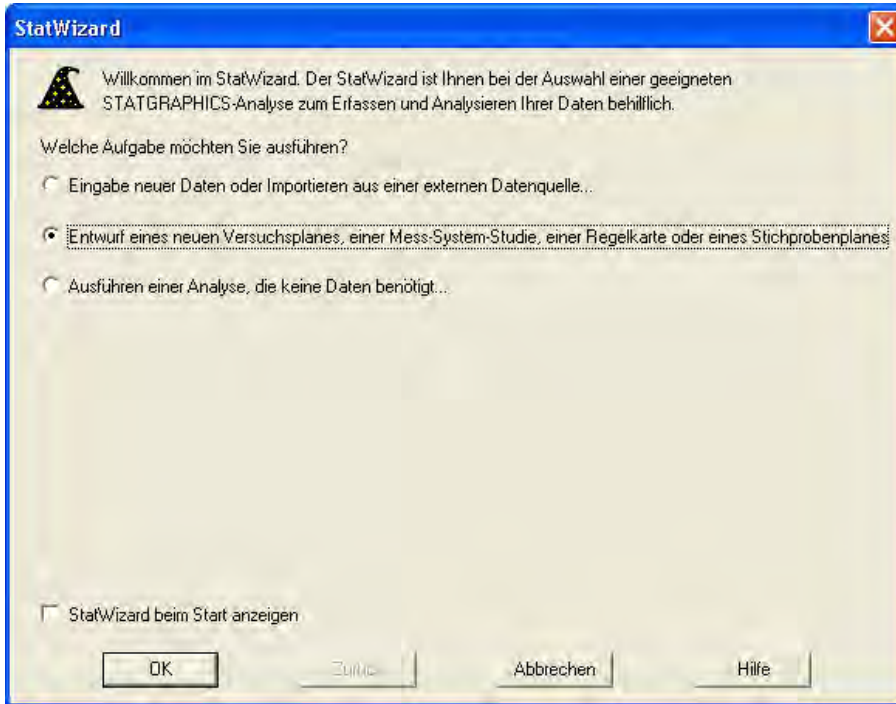 StatWizard
Willkommen im StatWizard. Der StatWizard ist Ihnen bei der Auswahl einer geeigneten
STATGRAPHICS-Analyse zum Erfassen und Analysieren Ihrer Daten behilflich.
Welche Aufgabe möchten Sie ausführen?
Eingabe neuer Daten oder Importieren aus einer externen Datenquelle...
Entwurf eines neuen Versuchsplanes, einer Mess-System-Studie, einer Regelkarte oder eines Stichprobenplanes
Ausführen einer Analyse, die keine Daten benötigt...
StatWizard beim Start anzeigen
OK
Zurück
Abbrechen
Hilfe